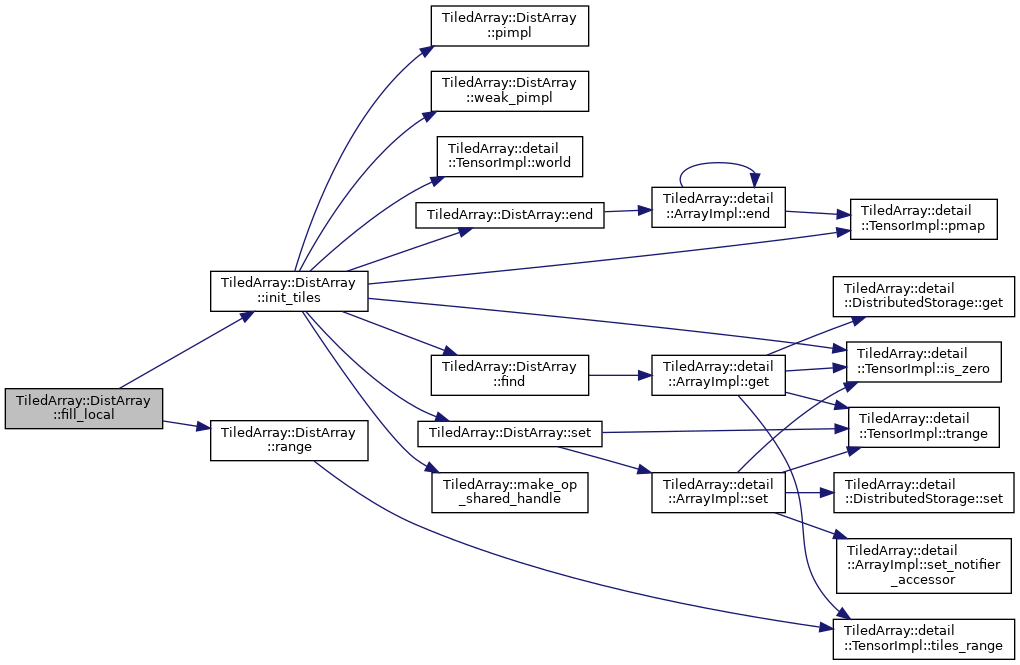 TiledArray::DistArray
::pimpl
TiledArray::DistArray
::weak_pimpl
TiledArray::detail
::TensorImpl::world
TiledArray::DistArray::end
TiledArray::detail
::ArrayImpl::end
TiledArray::detail
::TensorImpl::pmap
TiledArray::DistArray
::init_tiles
TiledArray::detail
::DistributedStorage::get
TiledArray::DistArray
::find
TiledArray::detail
::ArrayImpl::get
TiledArray::detail
::TensorImpl::is_zero
TiledArray::DistArray
::fill_local
TiledArray::DistArray
::range
TiledArray::DistArray::set
TiledArray::detail
::TensorImpl::trange
TiledArray::make_op
_shared_handle
TiledArray::detail
::ArrayImpl::set
TiledArray::detail
::DistributedStorage::set
TiledArray::detail
::ArrayImpl::set_notifier
_accessor
TiledArray::detail
::TensorImpl::tiles_range